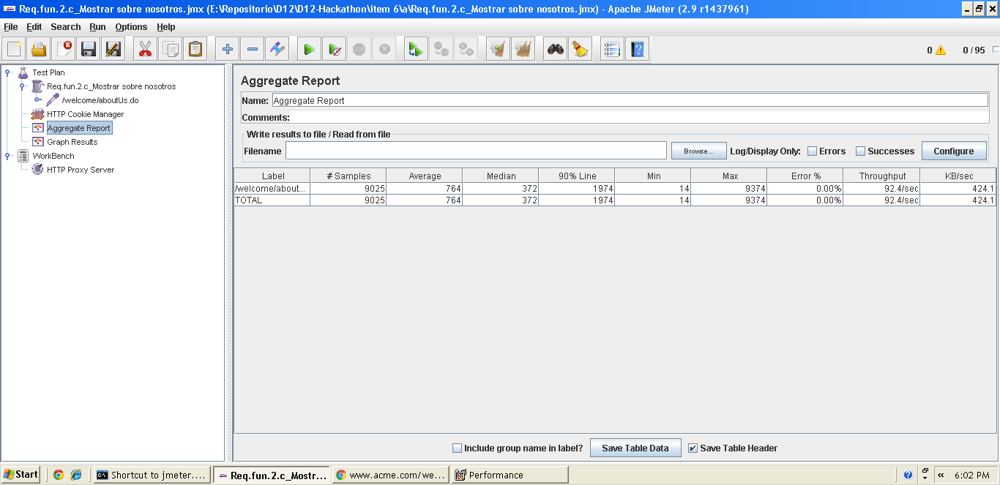 Req.fun.2.c_Mostrar sobre nosotros.jmx (E:\Repositorio\D12\D12-Hackathon\item 6\a\Req.fun.2.c_Mostrar sobre nosotros.jmx) - Apache JMeter (2.9 r1437961)
File Edit Search Run Options Help
0 0 / 95
Test Plan
Req.fun.2.c_Mostrar sobre nosotros
/welcome/aboutUs.do
HTTP Cookie Manager
Aggregate Report
Graph Results
WorkBench
HTTP Proxy Server
Aggregate Report
Name: Aggregate Report
Comments:
Write results to file / Read from file
Filename Browse... Log/Display Only: Errors Successes Configure
Label # Samples Average Median 90% Line Min Max Error % Throughput KB/sec
/welcome/about... 9025 764 372 1974 14 9374 0.00% 92.4/sec 424.1
TOTAL 9025 764 372 1974 14 9374 0.00% 92.4/sec 424.1
Include group name in label? Save Table Data Save Table Header
Start Shortcut to jmeter.... Req.fun.2.c_Mostr... www.acme.com/we... Performance 6:02 PM